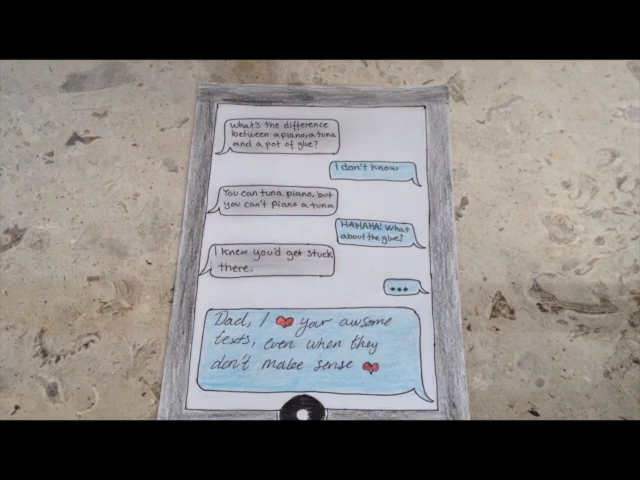 What's the difference
between a piano, a tuna
and a pot of glue?
I don't know
You can tuna piano, but
you can't piano a tuna
HAHAHA! What
about the glue?
I knew you'd get stuck
there.
...
Dad, I ❤ your awsome
texts, even when they
don't make sense ❤